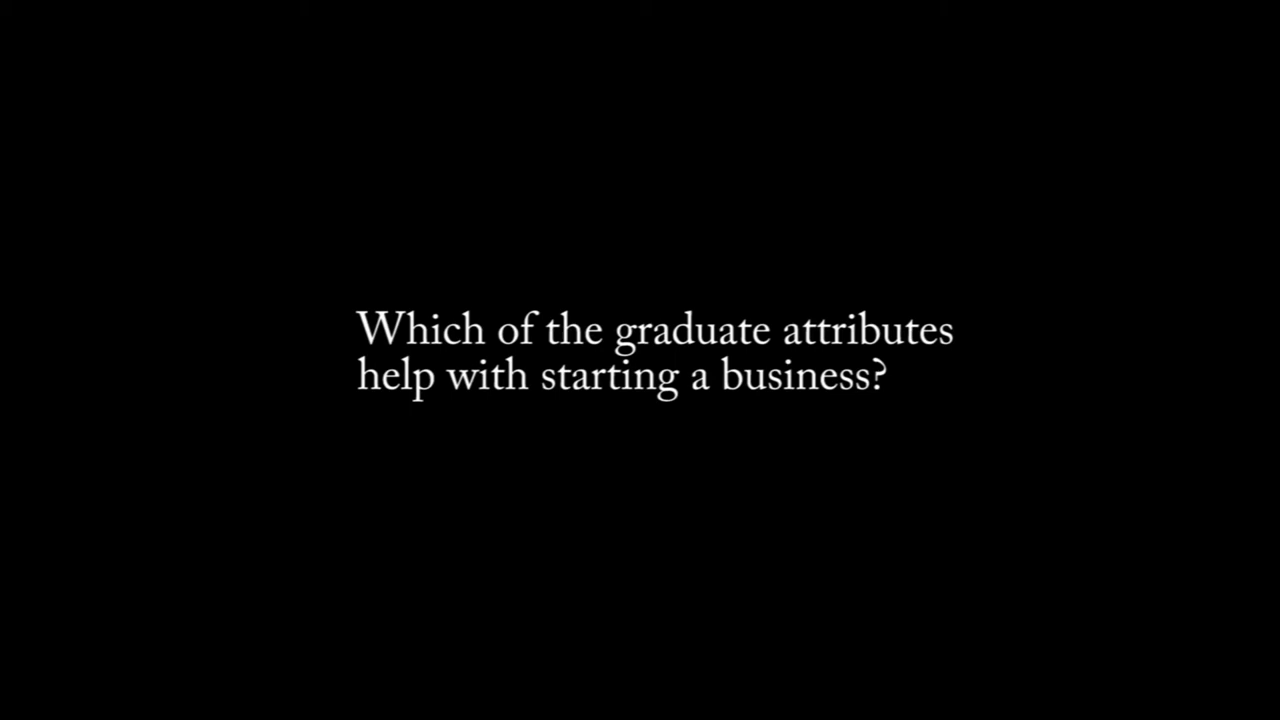 Which of the graduate attributes
help with starting a business?